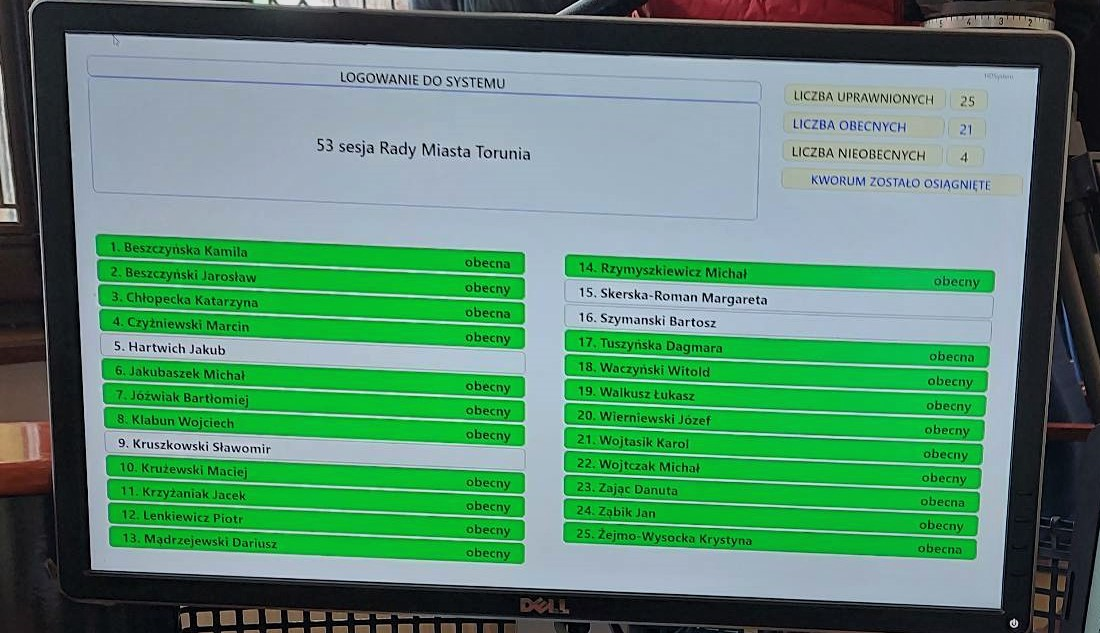 LOGOWANIE DO SYSTEMU
53 sesja Rady Miasta Torunia
LICZBA UPRAWNIONYCH 25
LICZBA OBECNYCH 21
LICZBA NIEOBECNYCH 4
KWORUM ZOSTAŁO OSIĄGNIĘTE
1. Beszczyńska Kamila obecna
2. Beszczyński Jarosław obecny
3. Chłopecka Katarzyna obecna
4. Czyżniewski Marcin obecny
5. Hartwich Jakub
6. Jakubaszek Michał obecny
7. Jóźwiak Bartłomiej obecny
8. Klabun Wojciech obecny
9. Kruszkowski Sławomir
10. Krużewski Maciej obecny
11. Krzyżaniak Jacek obecny
12. Lenkiewicz Piotr obecny
13. Mądrzejewski Dariusz obecny
14. Rzymyszkiewicz Michał obecny
15. Skerska-Roman Margareta
16. Szymanski Bartosz
17. Tuszyńska Dagmara obecna
18. Waczyński Witold obecny
19. Walkusz Łukasz obecny
20. Wierniewski Józef obecny
21. Wojtasik Karol obecny
22. Wojtczak Michał obecny
23. Zając Danuta obecna
24. Ząbik Jan obecny
25. Żejmo-Wysocka Krystyna obecna
DELL
5 4 3 2